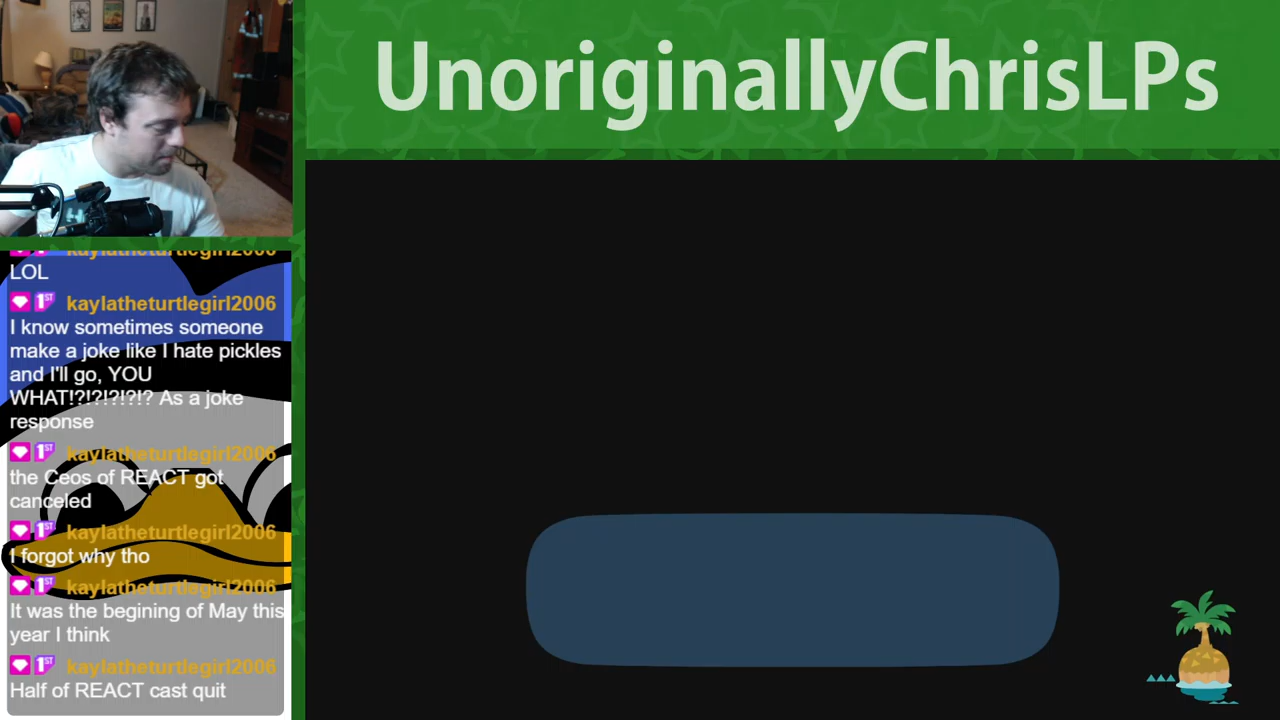 UnoriginallyChrisLPs
kaylatheturtlegirl2006
LOL
kaylatheturtlegirl2006
I know sometimes someone
make a joke like I hate pickles
and I'll go, YOU
WHAT!?!?!?!?!? As a joke
response
kaylatheturtlegirl2006
the Ceos of REACT got
canceled
kaylatheturtlegirl2006
I forgot why tho
kaylatheturtlegirl2006
It was the begining of May this
year I think
kaylatheturtlegirl2006
Half of REACT cast quit